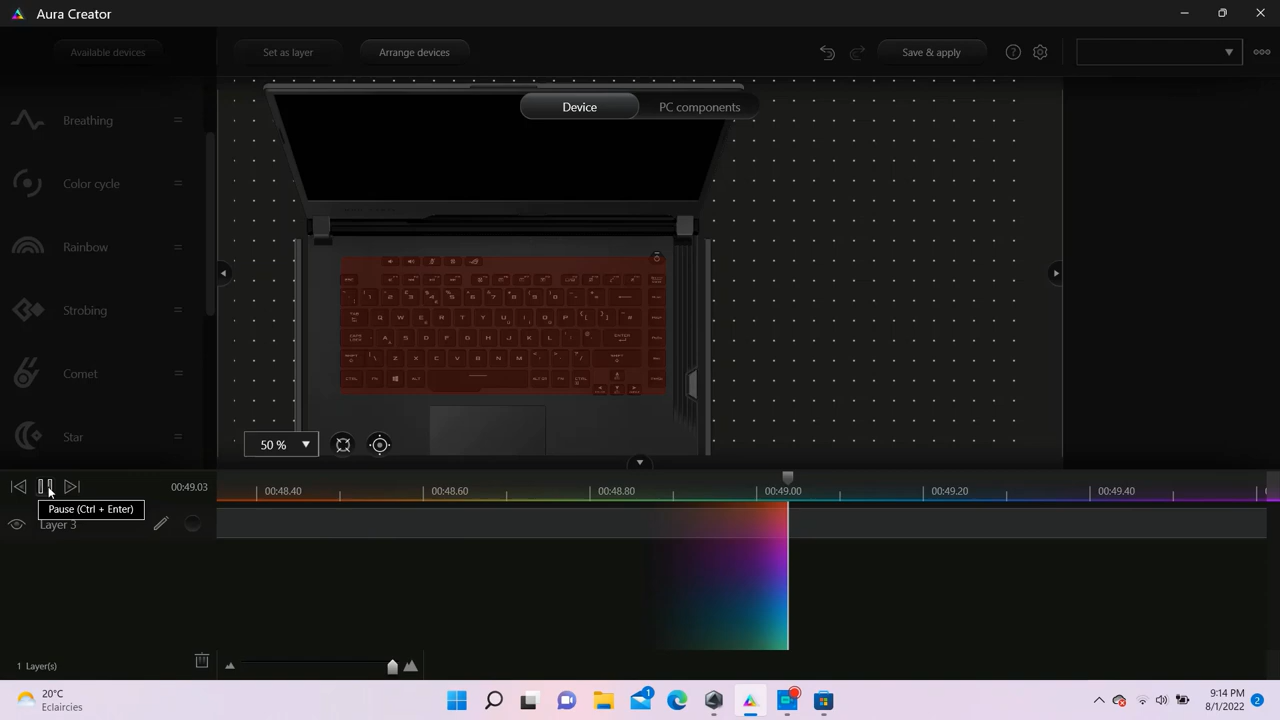 Aura Creator
Available devices
Set as layer
Arrange devices
Save & apply
Device
PC components
Breathing
Color cycle
Rainbow
Strobing
Comet
Star
50 %
00:49.03
00:48.40
00:48.60
00:48.80
00:49.00
00:49.20
00:49.40
Pause (Ctrl + Enter)
Layer 3
1 Layer(s)
20°C
Eclaircies
1
9:14 PM
8/1/2022
2